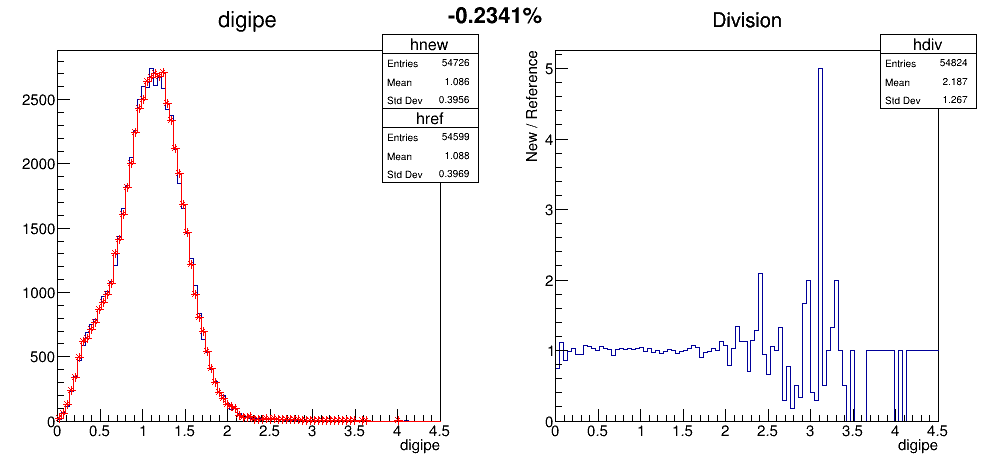 digipe
-0.2341%
Division
hnew
Entries 54726
Mean 1.086
Std Dev 0.3956
href
Entries 54599
Mean 1.088
Std Dev 0.3969
2500
2000
1500
1000
500
0
0 0.5 1 1.5 2 2.5 3 3.5 4 4.5
digipe
hdiv
Entries 54824
Mean 2.187
Std Dev 1.267
New / Reference
5
4
3
2
1
0
0 0.5 1 1.5 2 2.5 3 3.5 4 4.5
digipe